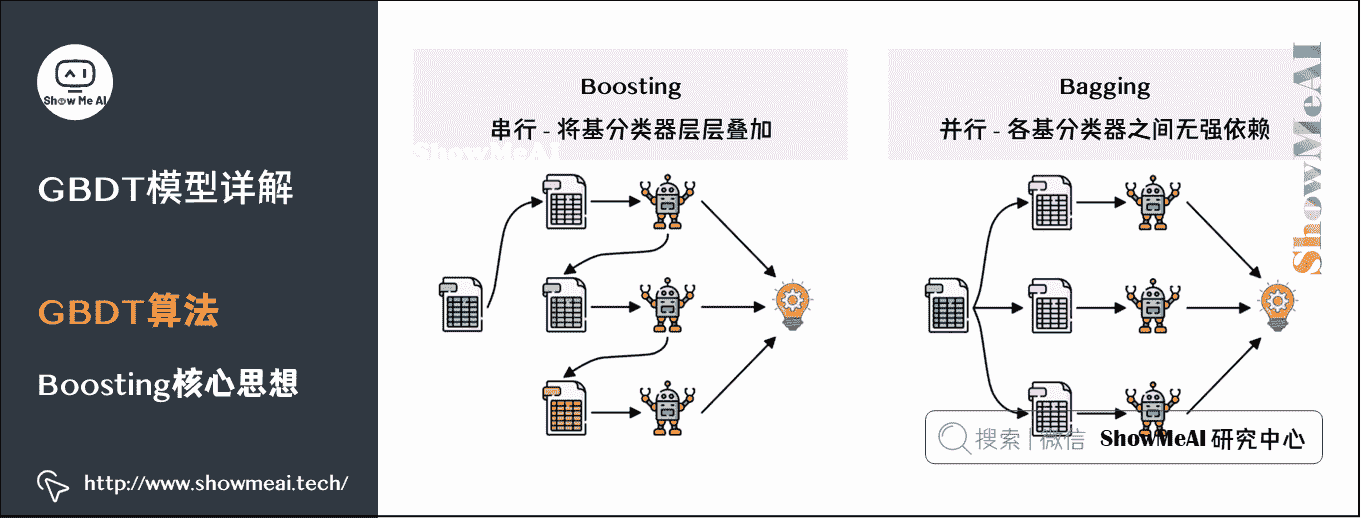 Show Me AI
GBDT模型详解
GBDT算法
Boosting核心思想
http://www.showmeai.tech/
Boosting
串行 - 将基分类器层层叠加
ShowMeAI
Bagging
并行 - 各基分类器之间无强依赖
ShowMeAI
搜索 | 微信 ShowMeAI 研究中心